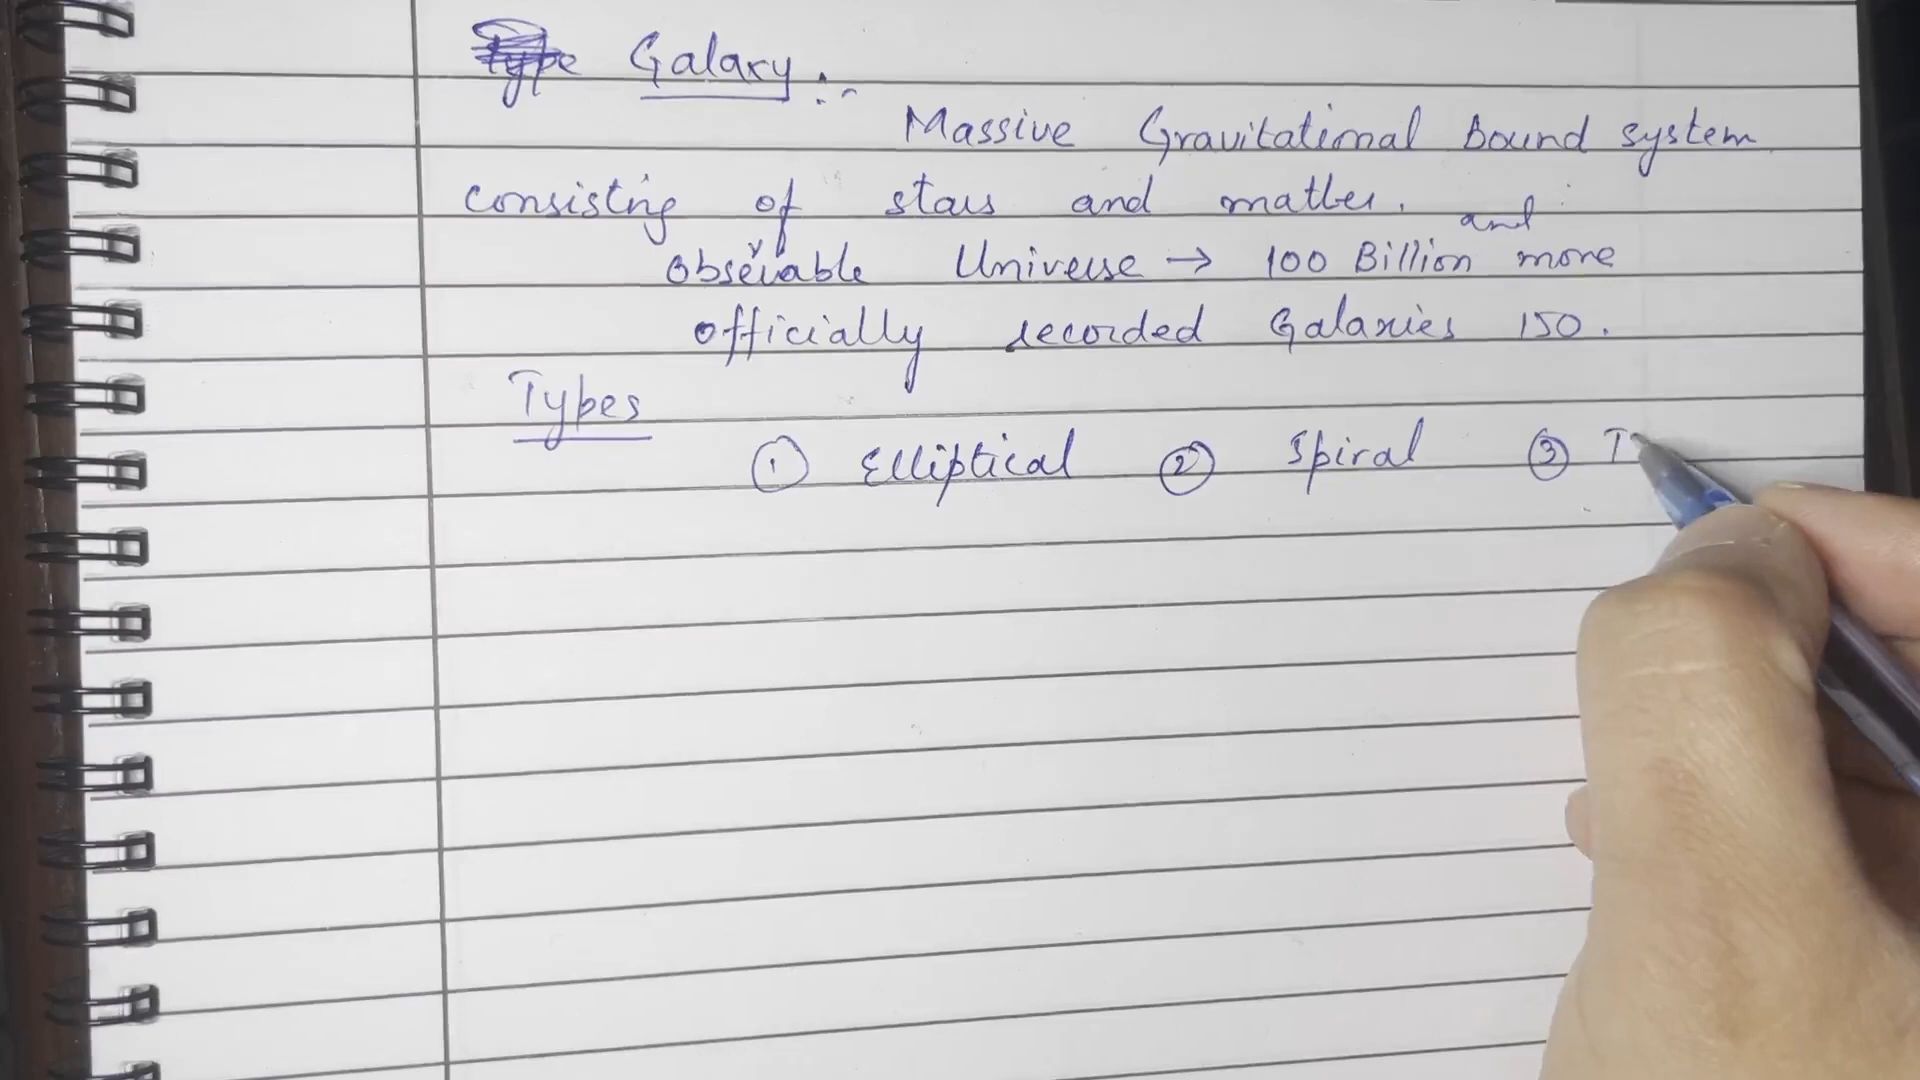 Type Galaxy :-
Massive Gravitational Bound system
consisting of stars and matter.
and
Observable Universe → 100 Billion more
officially recorded Galaxies 150.
Types
① Elliptical ② Spiral ③ I